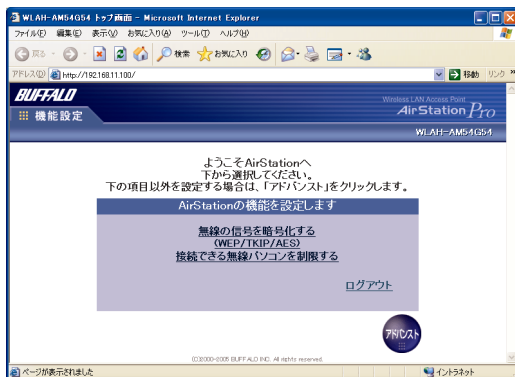 WLAH-AM54G54 トップ画面 - Microsoft Internet Explorer
ファイル(F) 編集(E) 表示(V) お気に入り(A) ツール(T) ヘルプ(H)
戻る 検索 お気に入り
アドレス(D) http://192.168.11.100/ 移動 リンク »
BUFFALO
Wireless LAN Access Point
AirStation Pro
機能設定
WLAH-AM54G54
ようこそAirStationへ
下から選択してください。
下の項目以外を設定する場合は、「アドバンスト」をクリックします。
AirStationの機能を設定します
無線の信号を暗号化する
(WEP/TKIP/AES)
接続できる無線パソコンを制限する
ログアウト
アドバンスト
(C)2000-2005 BUFFALO INC. All rights reserved.
ページが表示されました イントラネット